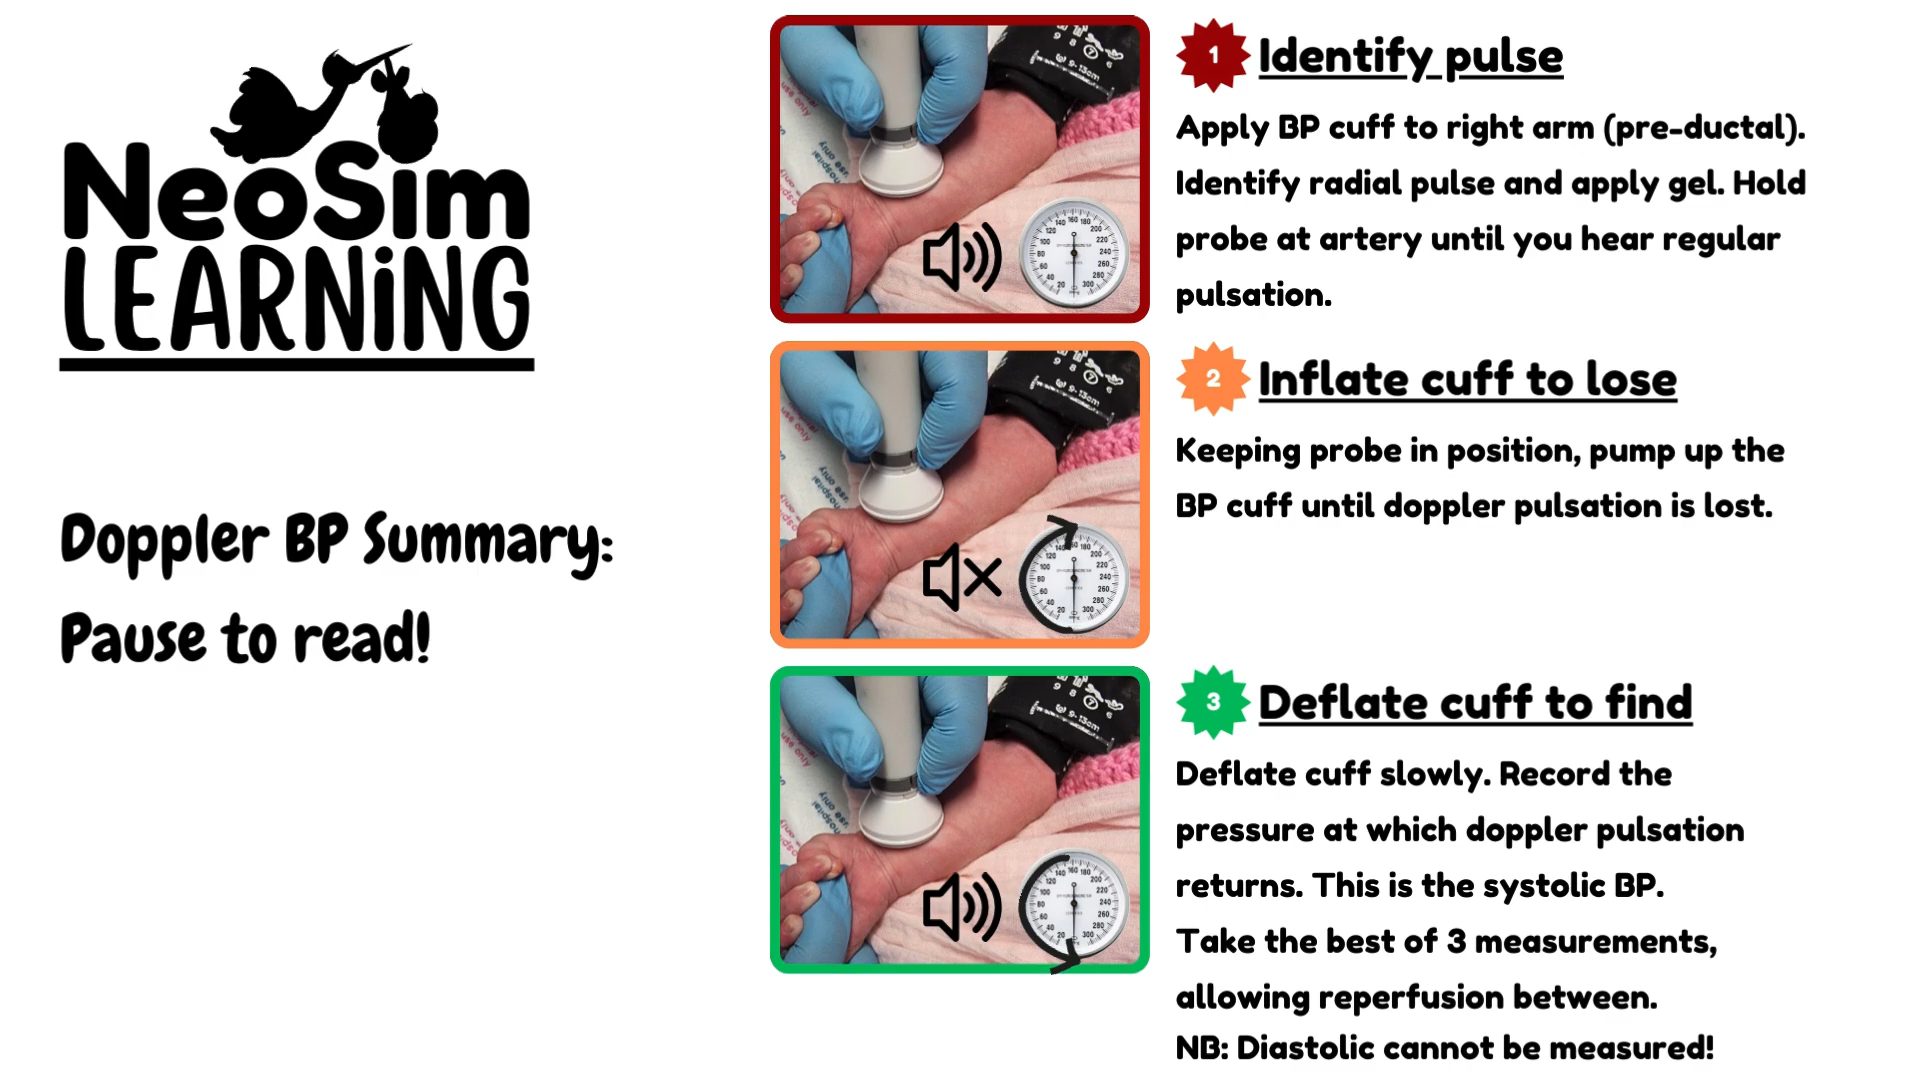 NeoSim
LEARNiNG
Doppler BP Summary:
Pause to read!
1 Identify pulse
Apply BP cuff to right arm (pre-ductal).
Identify radial pulse and apply gel. Hold
probe at artery until you hear regular
pulsation.
2 Inflate cuff to lose
Keeping probe in position, pump up the
BP cuff until doppler pulsation is lost.
3 Deflate cuff to find
Deflate cuff slowly. Record the
pressure at which doppler pulsation
returns. This is the systolic BP.
Take the best of 3 measurements,
allowing reperfusion between.
NB: Diastolic cannot be measured!